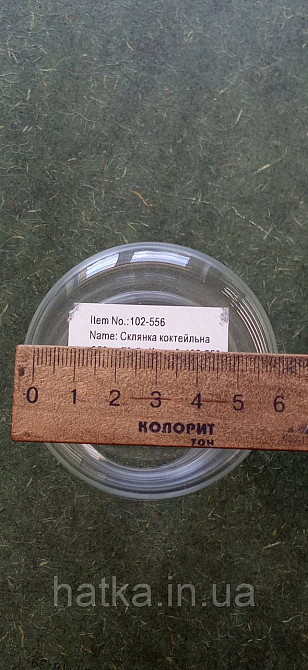 Item No.:102-556
Name: Склянка коктейльна
0 1 2 3 4 5 6
КОЛОРИТ
ТОН
hatka.in.ua